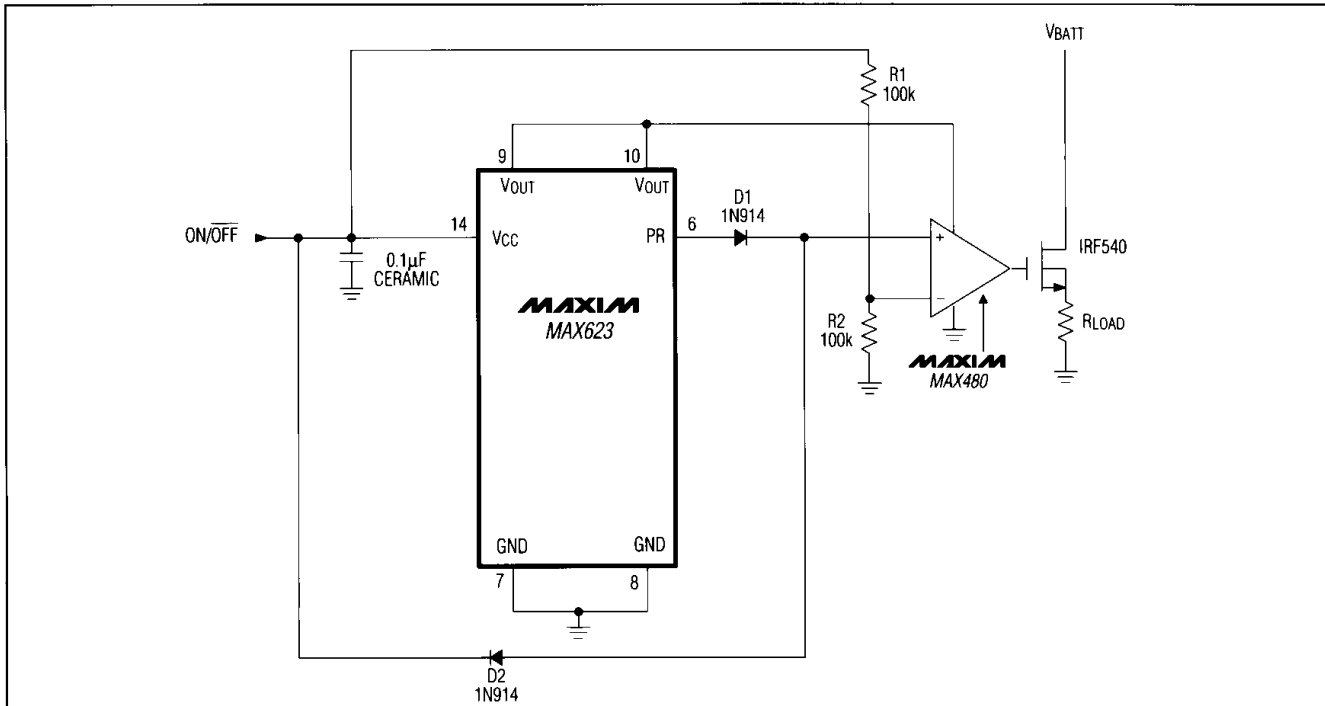 VBATT
R1
100k
9
10
VOUT
VOUT
D1
1N914
ON/OFF
14
VCC
PR
6
0.1µF
CERAMIC
+
IRF540
MAXIM
MAX623
−
R2
100k
RLOAD
MAXIM
MAX480
GND
GND
7
8
D2
1N914